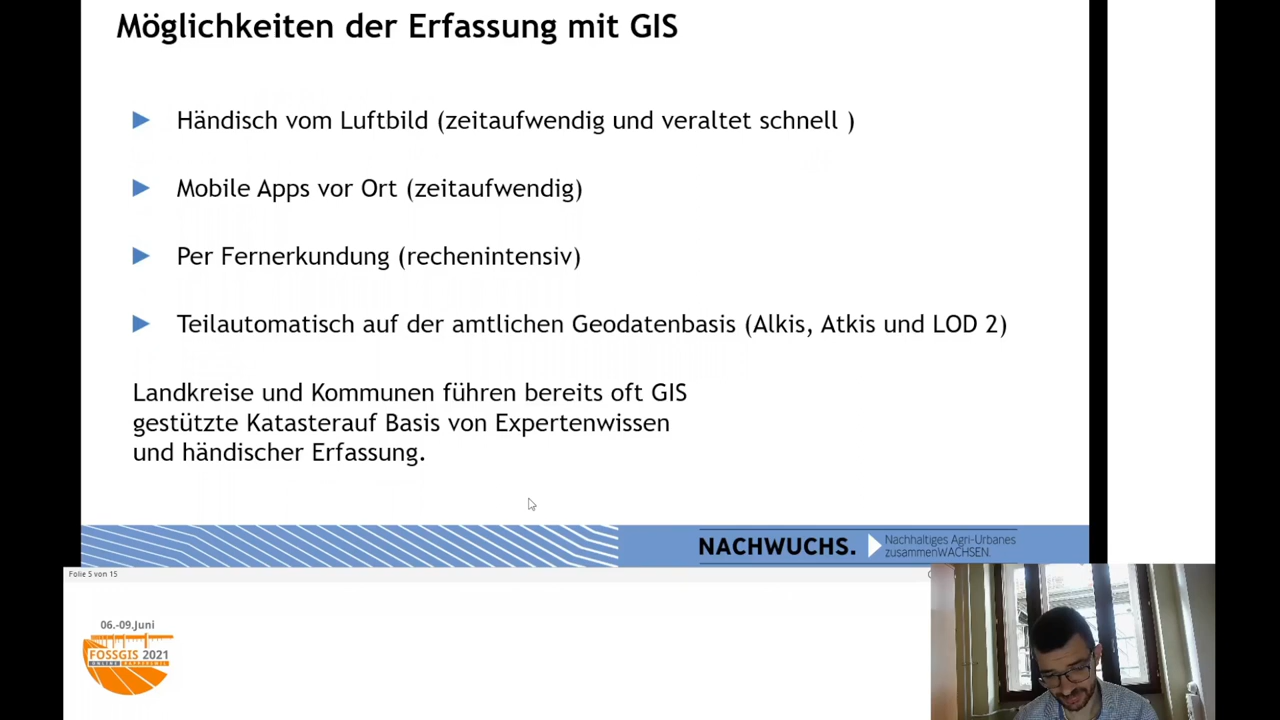 Möglichkeiten der Erfassung mit GIS
Händisch vom Luftbild (zeitaufwendig und veraltet schnell )
Mobile Apps vor Ort (zeitaufwendig)
Per Fernerkundung (rechenintensiv)
Teilautomatisch auf der amtlichen Geodatenbasis (Alkis, Atkis und LOD 2)
Landkreise und Kommunen führen bereits oft GIS
gestützte Katasterauf Basis von Expertenwissen
und händischer Erfassung.
NACHWUCHS.
Nachhaltiges Agri-Urbanes
zusammenWACHSEN.
Folie 5 von 15
06.-09.Juni
FOSSGIS 2021
ONLINE